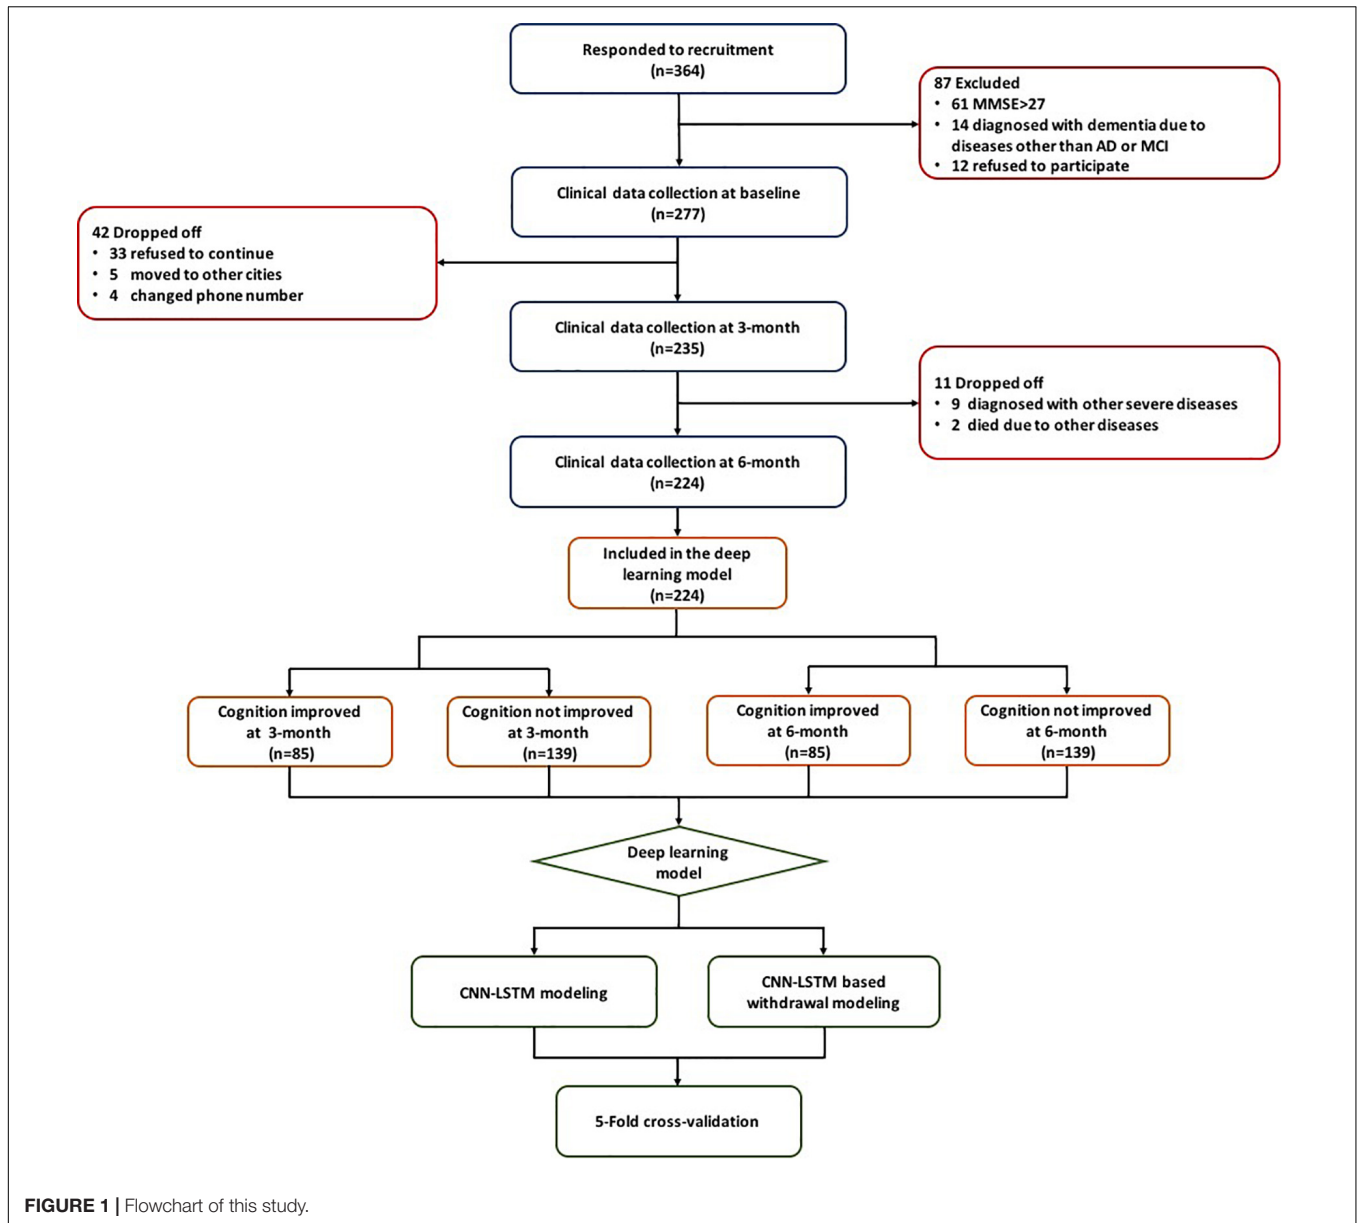 Responded to recruitment
(n=364)
87 Excluded
• 61 MMSE>27
• 14 diagnosed with dementia due to
diseases other than AD or MCI
• 12 refused to participate
Clinical data collection at baseline
(n=277)
42 Dropped off
• 33 refused to continue
• 5 moved to other cities
• 4 changed phone number
Clinical data collection at 3-month
(n=235)
11 Dropped off
• 9 diagnosed with other severe diseases
• 2 died due to other diseases
Clinical data collection at 6-month
(n=224)
Included in the deep
learning model
(n=224)
Cognition improved
at 3-month
(n=85)
Cognition not improved
at 3-month
(n=139)
Cognition improved
at 6-month
(n=85)
Cognition not improved
at 6-month
(n=139)
Deep learning
model
CNN-LSTM modeling
CNN-LSTM based
withdrawal modeling
5-Fold cross-validation
FIGURE 1 | Flowchart of this study.